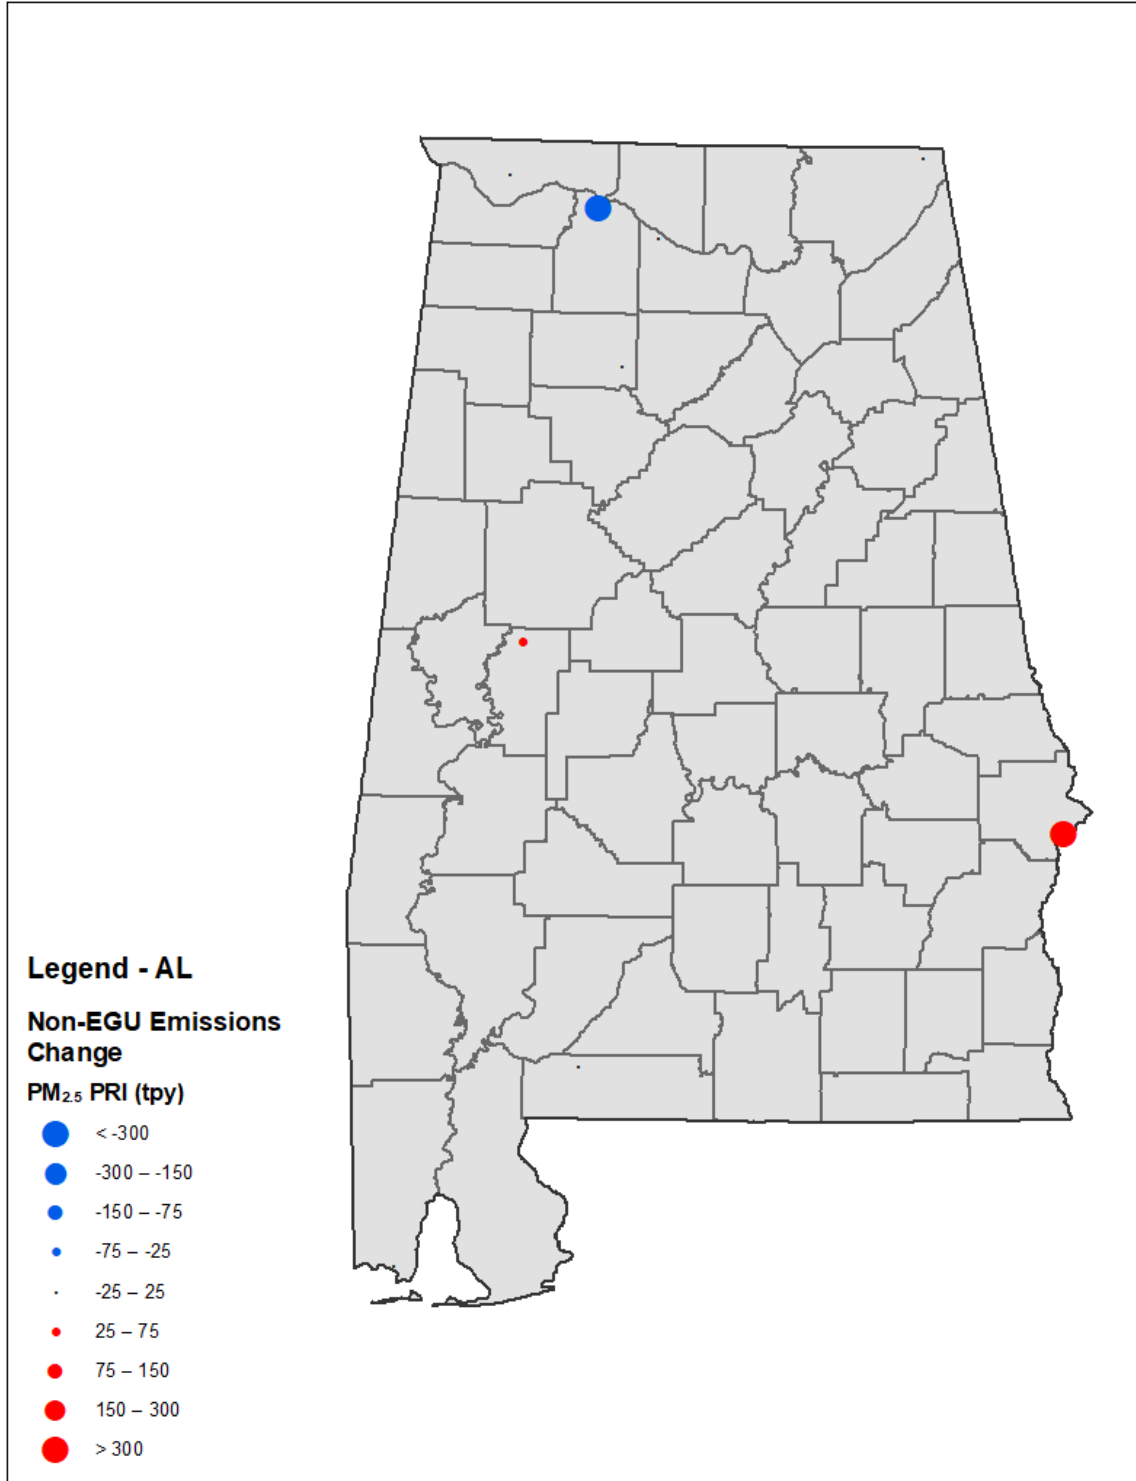 Legend - AL
Non-EGU Emissions
Change
PM₂.₅ PRI (tpy)
< -300
-300 – -150
-150 – -75
-75 – -25
-25 – 25
25 – 75
75 – 150
150 – 300
> 300